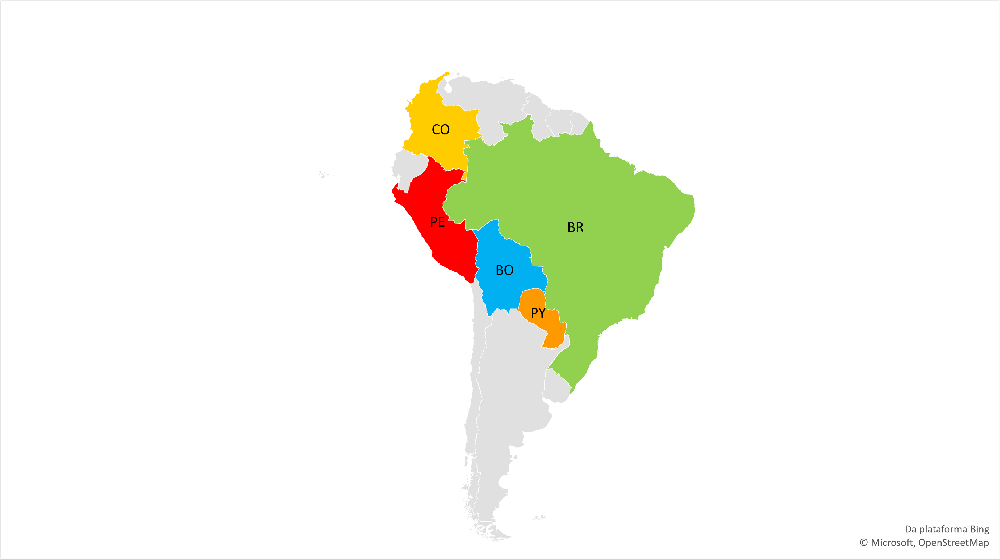 CO
PE
BR
BO
PY
Da plataforma Bing
© Microsoft, OpenStreetMap